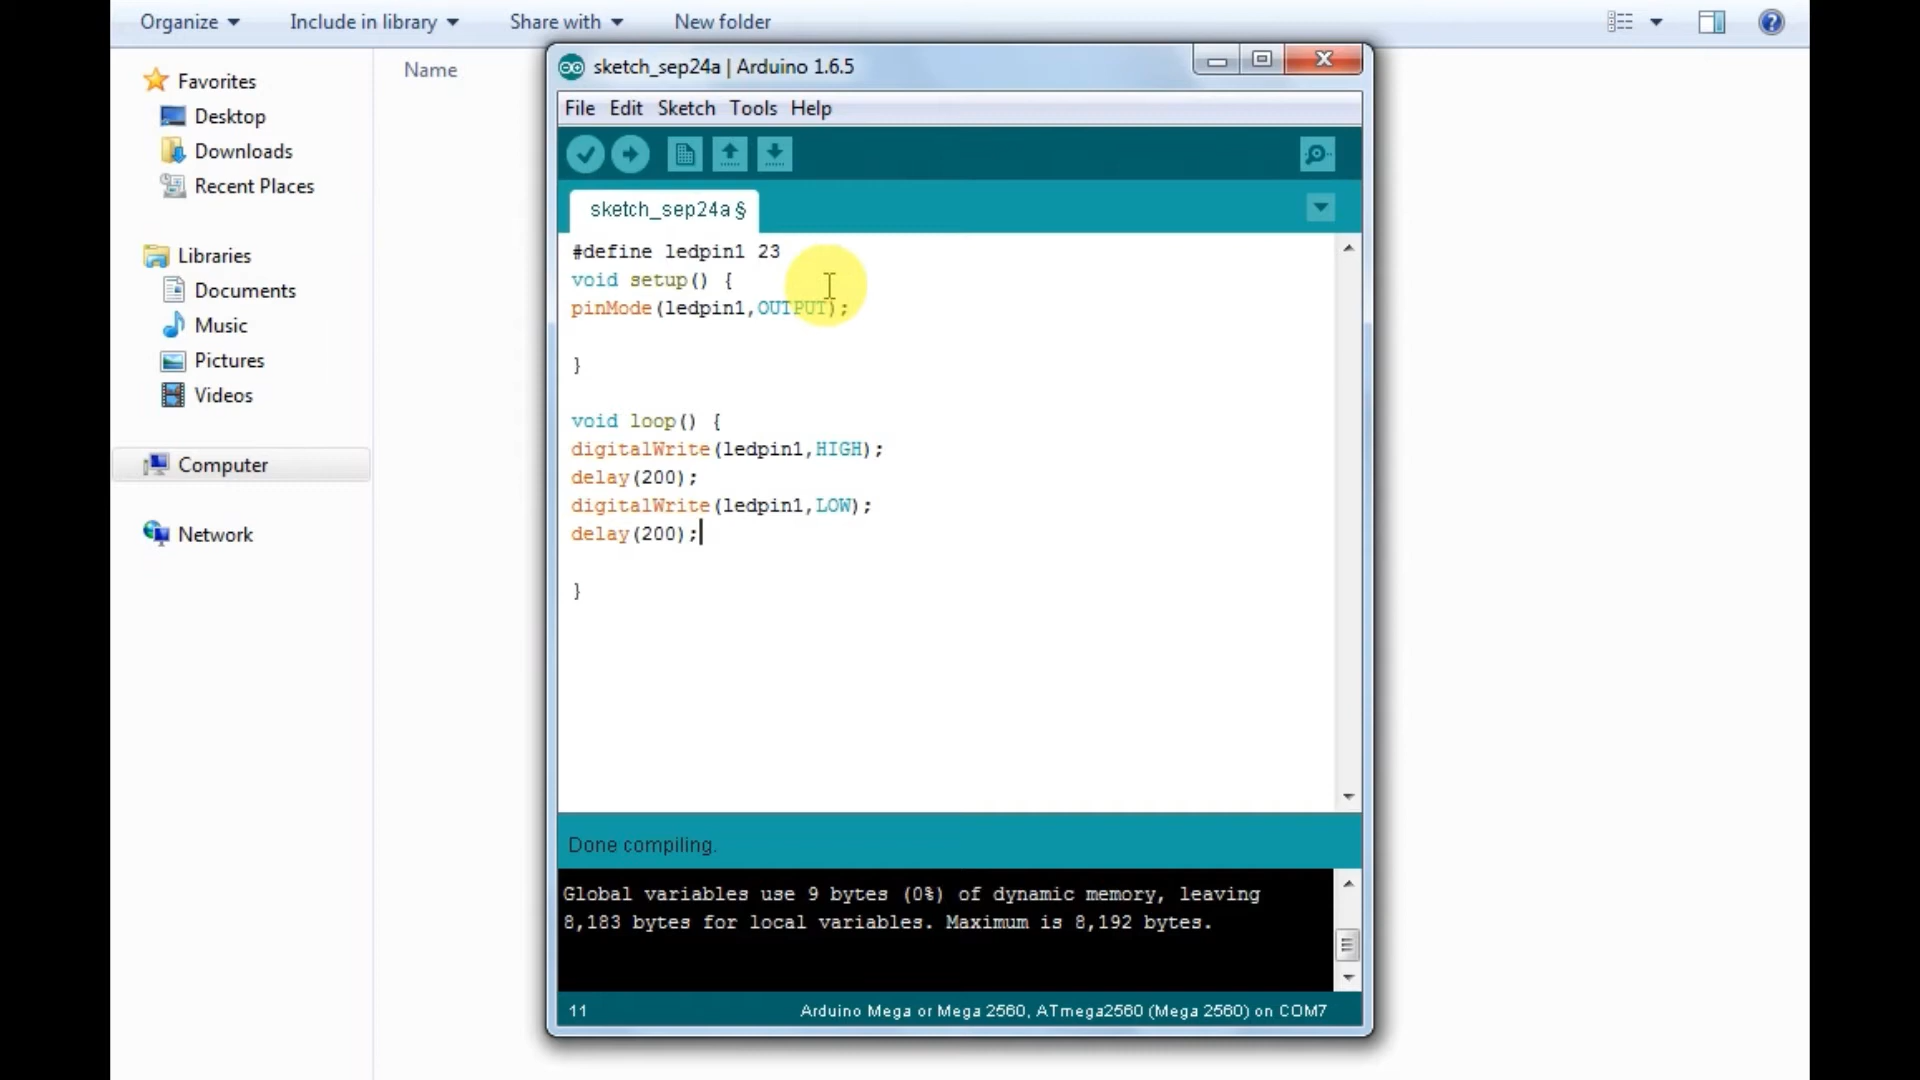 Organize
Include in library
Share with
New folder
Favorites
Desktop
Downloads
Recent Places
Libraries
Documents
Music
Pictures
Videos
Computer
Network
Name
sketch_sep24a | Arduino 1.6.5
File Edit Sketch Tools Help
sketch_sep24a §
#define ledpin1 23
void setup() {
pinMode(ledpin1,OUTPUT);
}
void loop() {
digitalWrite(ledpin1,HIGH);
delay(200);
digitalWrite(ledpin1,LOW);
delay(200);
}
Done compiling.
Global variables use 9 bytes (0%) of dynamic memory, leaving
8,183 bytes for local variables. Maximum is 8,192 bytes.
11
Arduino Mega or Mega 2560, ATmega2560 (Mega 2560) on COM7